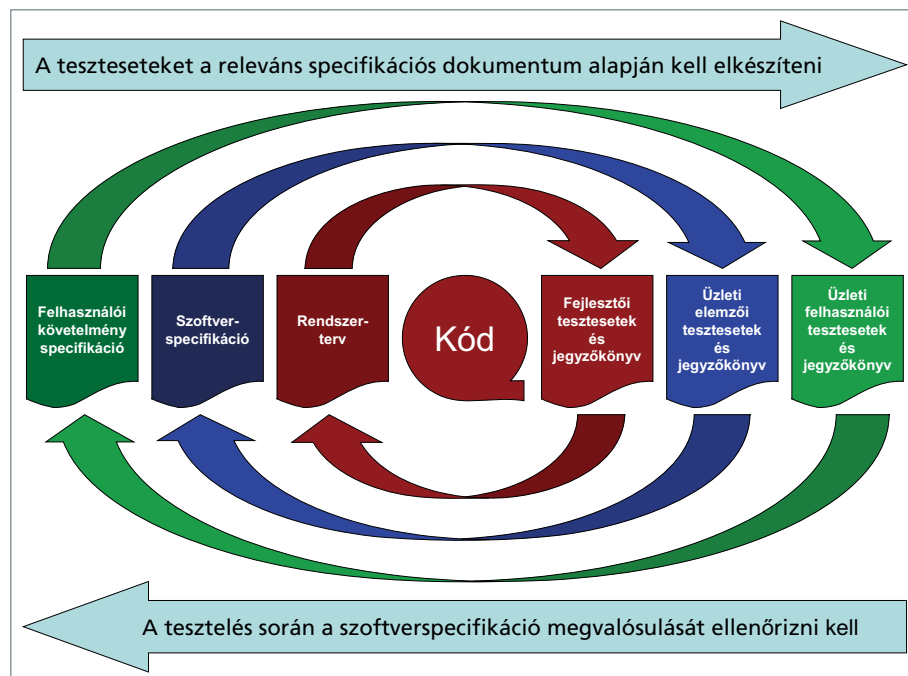 A teszteseteket a releváns specifikációs dokumentum alapján kell elkészíteni
Felhasználói
követelmény
specifikáció
Szoftver-
specifikáció
Rendszer-
terv
Kód
Fejlesztői
tesztesetek
és
jegyzőkönyv
Üzleti
elemzői
tesztesetek
és
jegyzőkönyv
Üzleti
felhasználói
tesztesetek
és
jegyzőkönyv
A tesztelés során a szoftverspecifikáció megvalósulását ellenőrizni kell